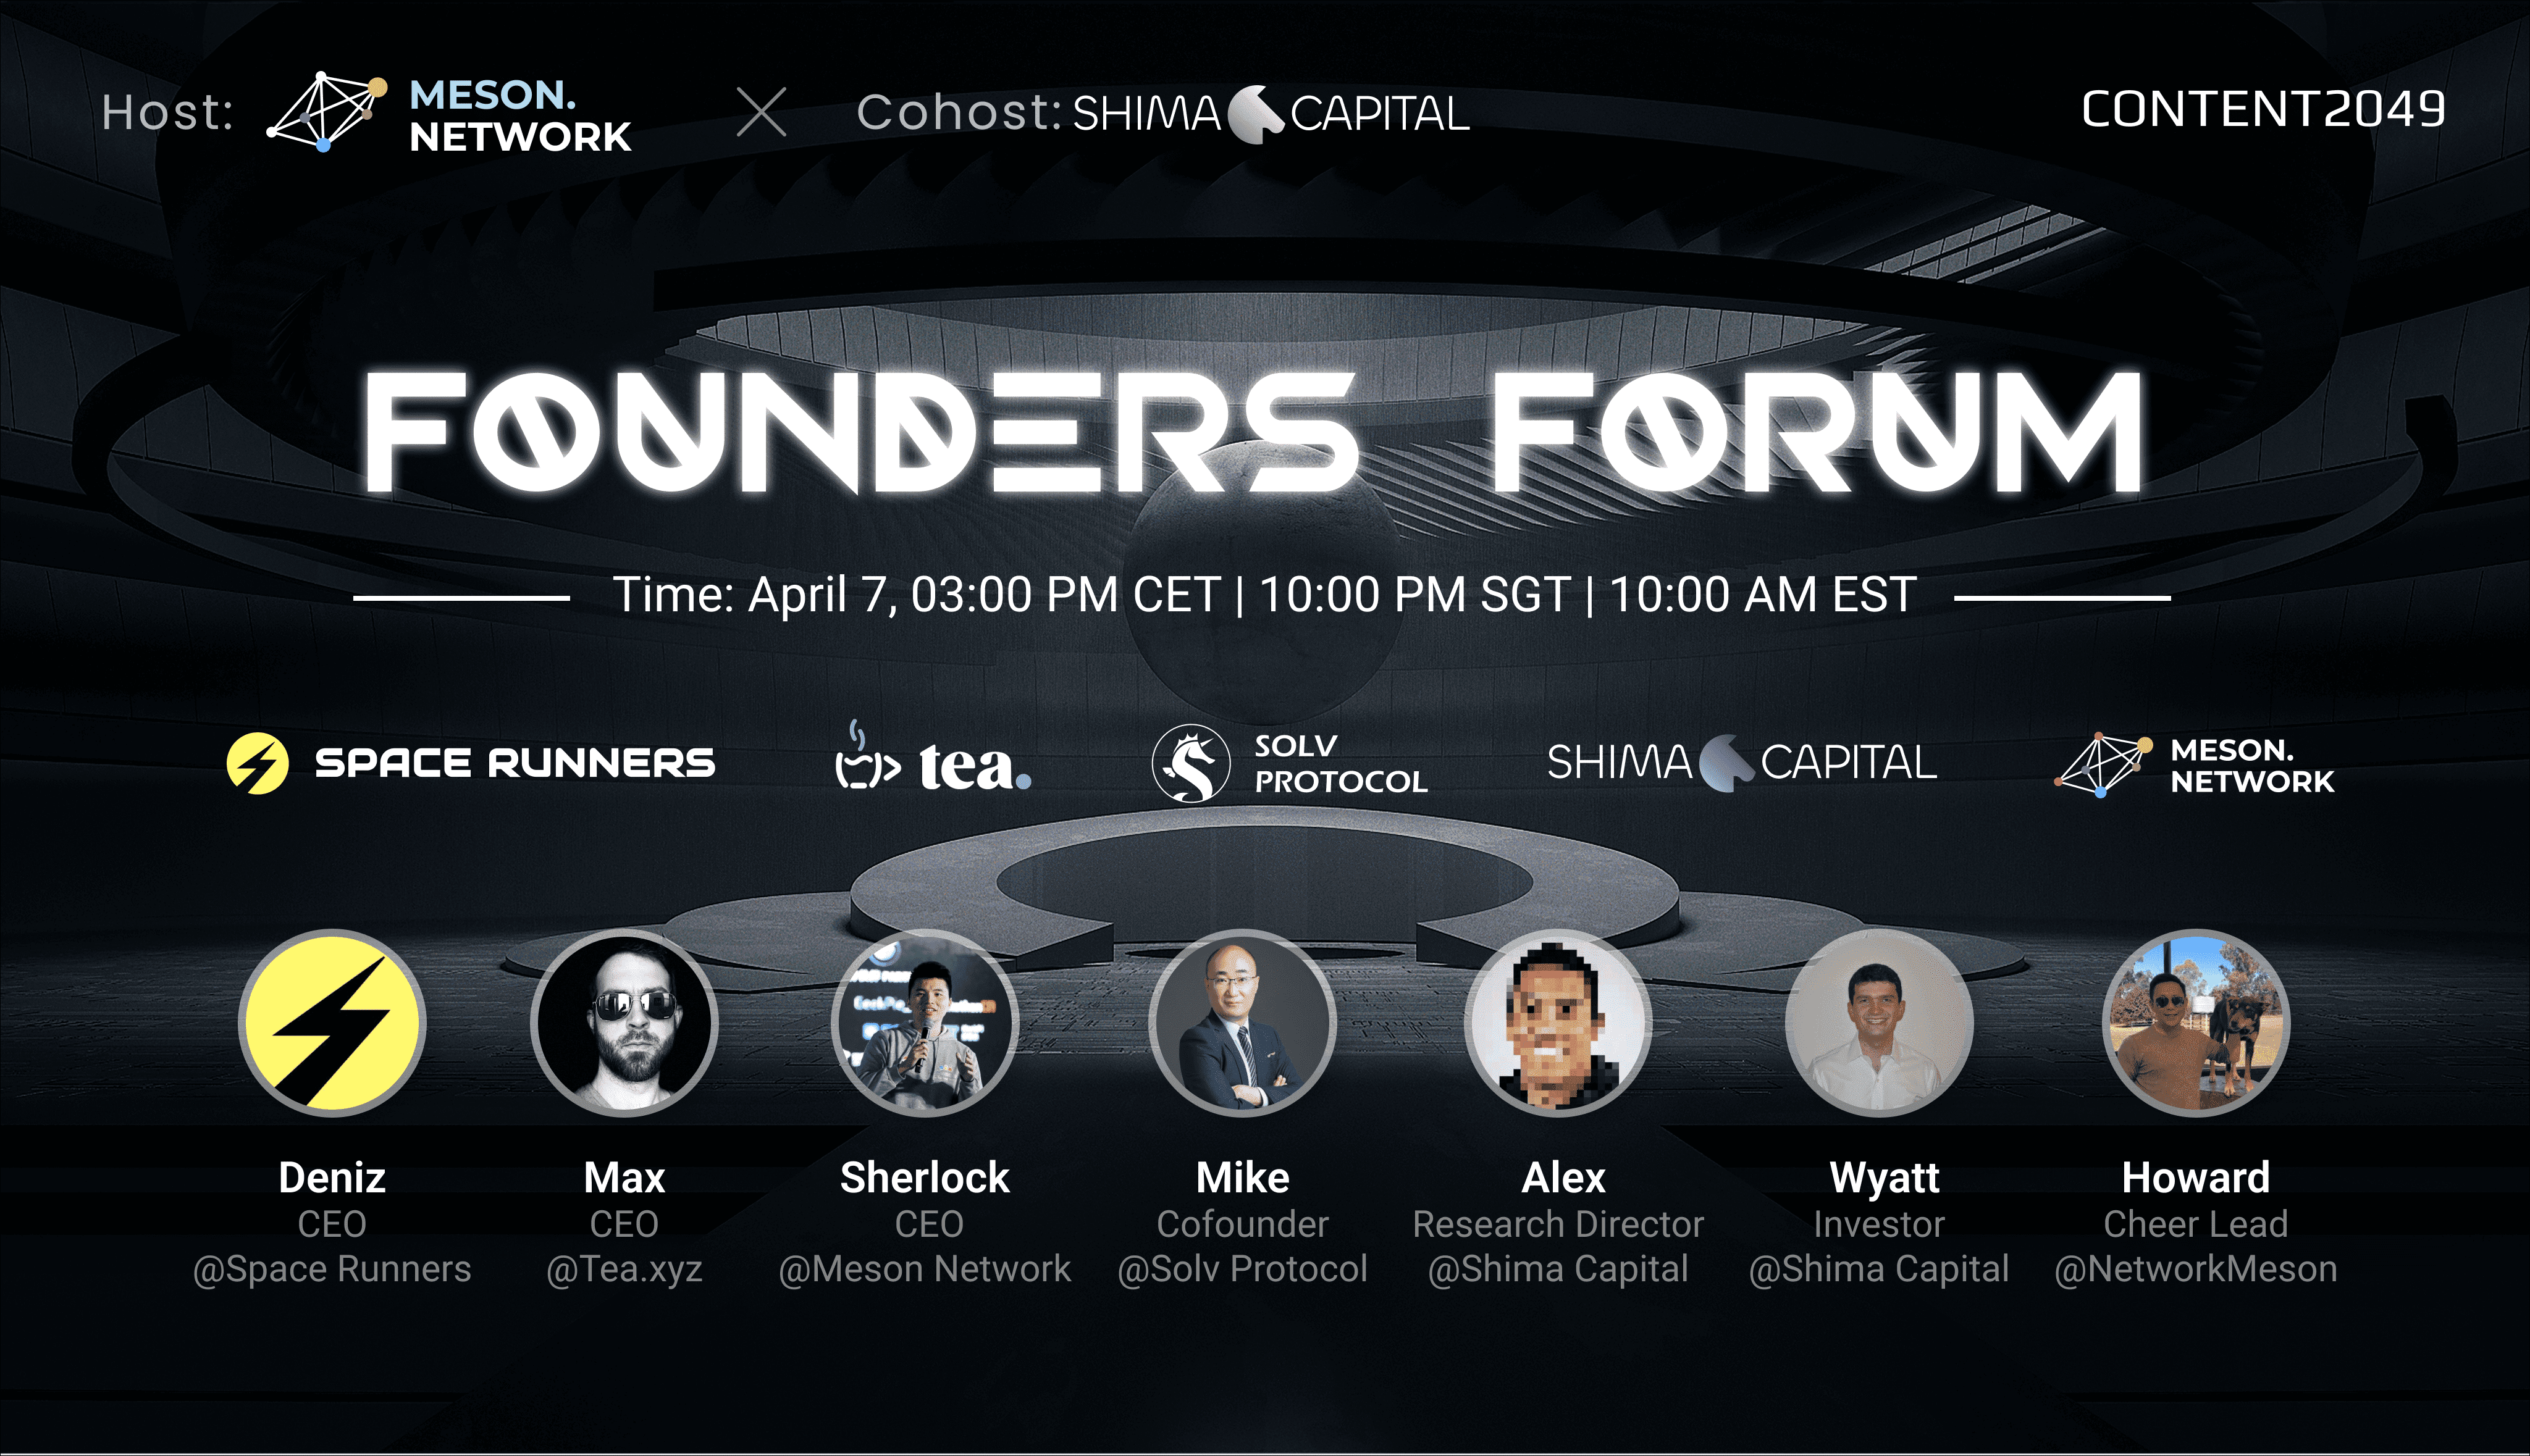 Host: MESON. NETWORK
Cohost: SHIMA CAPITAL
CONTENT2049
FOUNDERS FORUM
Time: April 7, 03:00 PM CET | 10:00 PM SGT | 10:00 AM EST
SPACE RUNNERS
tea.
SOLV
PROTOCOL
SHIMA CAPITAL
MESON.
NETWORK
Deniz
CEO
@Space Runners
Max
CEO
@Tea.xyz
Sherlock
CEO
@Meson Network
Mike
Cofounder
@Solv Protocol
Alex
Research Director
@Shima Capital
Wyatt
Investor
@Shima Capital
Howard
Cheer Lead
@NetworkMeson